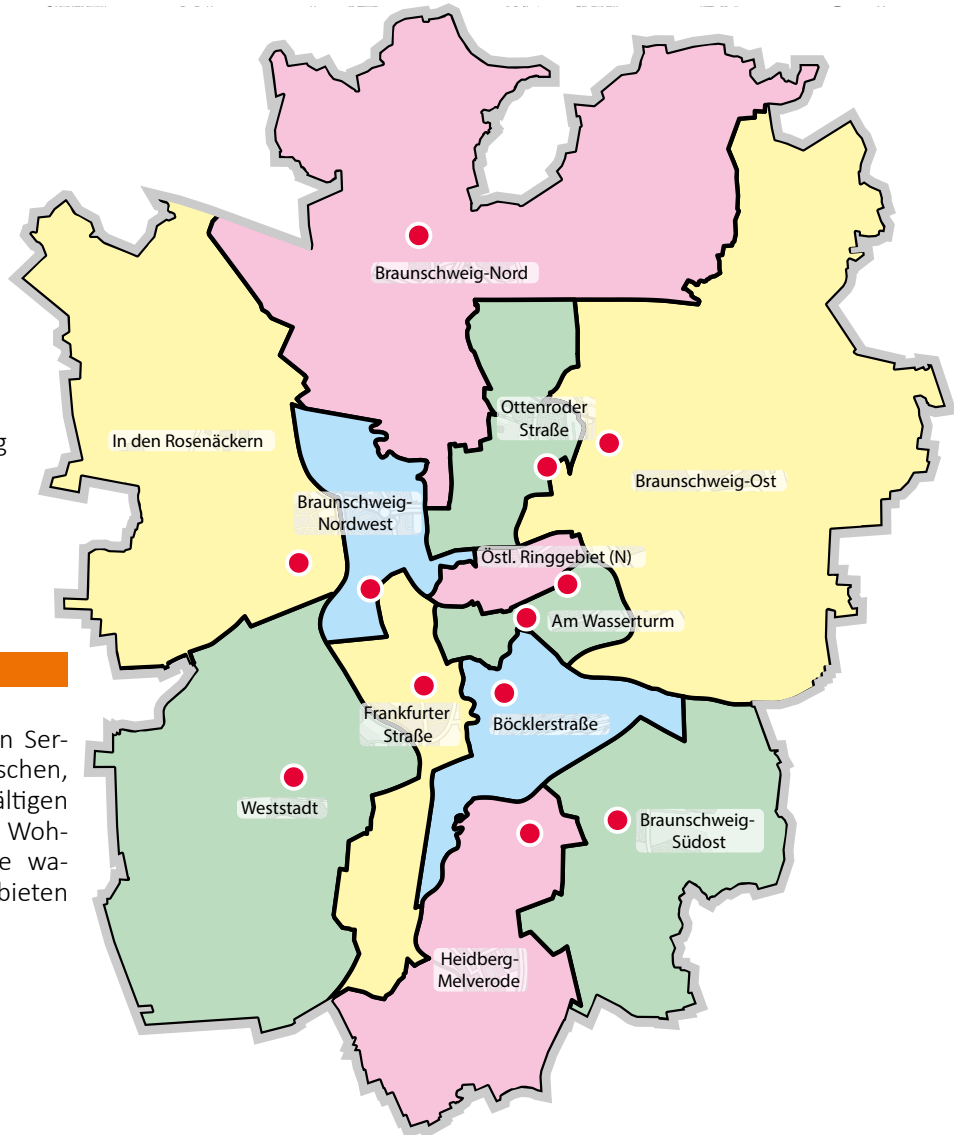 Braunschweig-Nord
Ottenroder
Straße
In den Rosenäckern
g
Braunschweig-Ost
Braunschweig-
Nordwest
Östl. Ringgebiet (N)
Am Wasserturm
Frankfurter
Straße
Böcklerstraße
n Ser-
schen,
ältigen
Woh-
e wa-
bieten
Weststadt
Braunschweig-
Südost
Heidberg-
Melverode